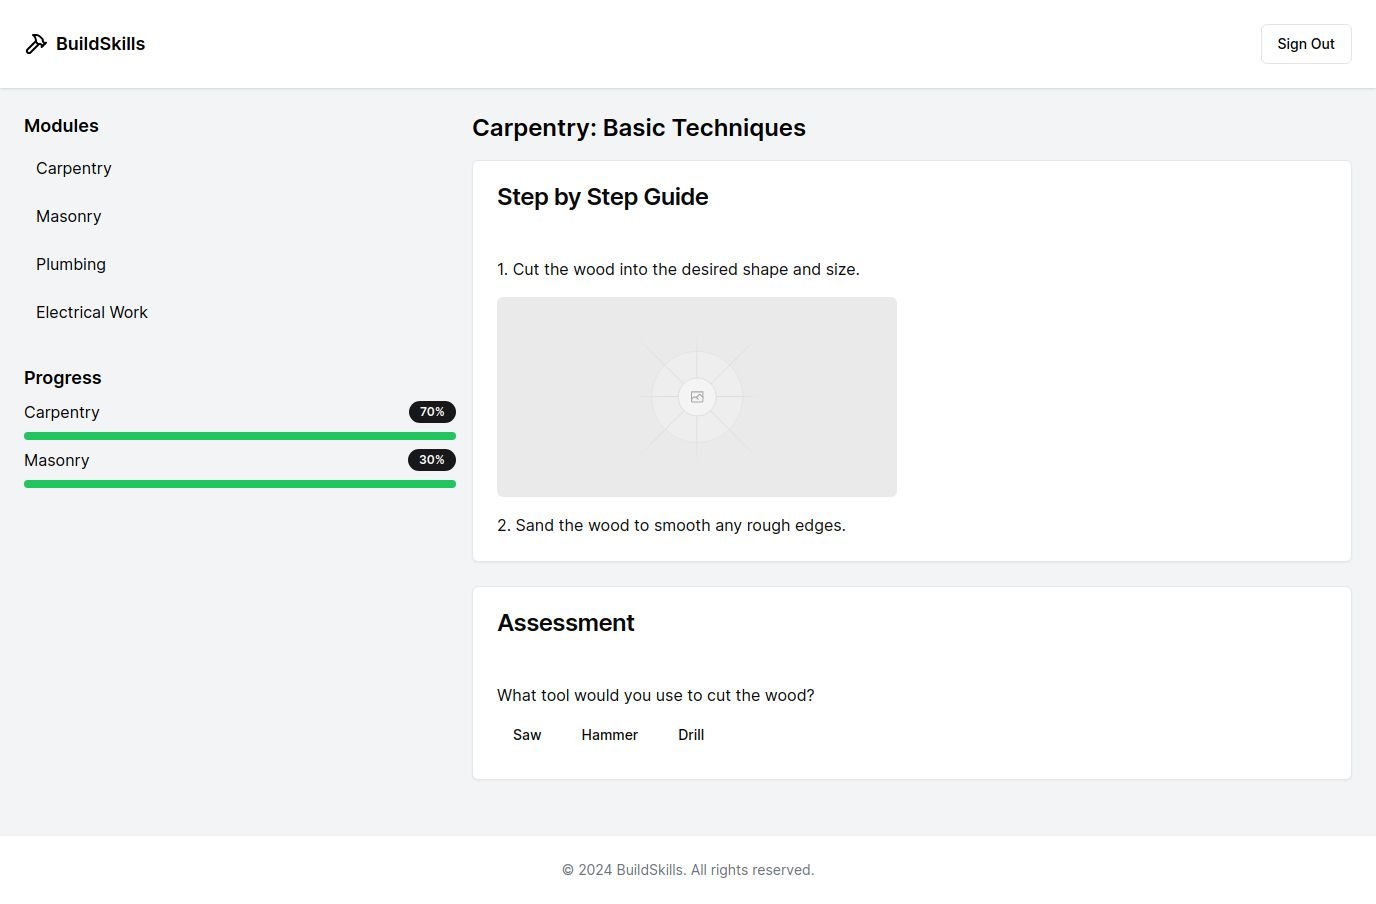 BuildSkills
Sign Out
Modules
Carpentry
Masonry
Plumbing
Electrical Work
Progress
Carpentry 70%
Masonry 30%
Carpentry: Basic Techniques
Step by Step Guide
1. Cut the wood into the desired shape and size.
2. Sand the wood to smooth any rough edges.
Assessment
What tool would you use to cut the wood?
Saw Hammer Drill
© 2024 BuildSkills. All rights reserved.